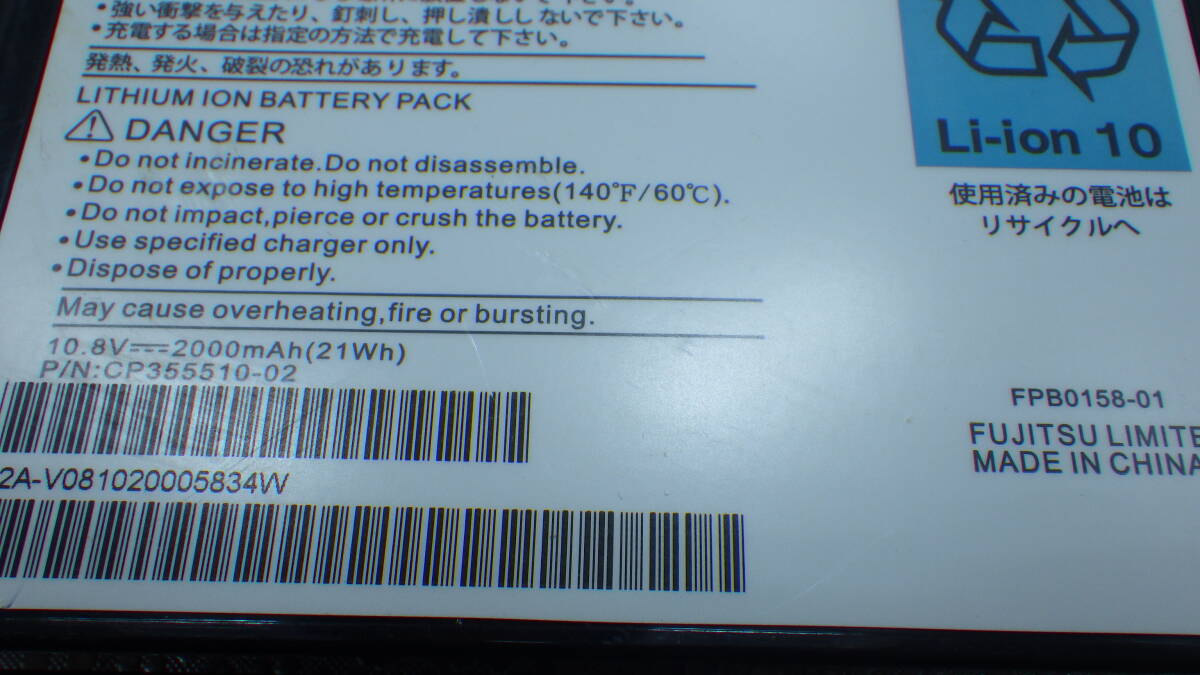 •強い衝撃を与えたり、釘刺し、押し潰ししないで下さい。
•充電する場合は指定の方法で充電して下さい。
発熱、発火、破裂の恐れがあります。
LITHIUM ION BATTERY PACK
DANGER
•Do not incinerate.Do not disassemble.
•Do not expose to high temperatures(140℉/60℃).
•Do not impact,pierce or crush the battery.
•Use specified charger only.
•Dispose of properly.
May cause overheating,fire or bursting.
10.8V⎓2000mAh(21Wh)
P/N:CP355510-02
2A-V081020005834W
Li-ion 10
使用済みの電池は
リサイクルへ
FPB0158-01
FUJITSU LIMITE
MADE IN CHINA